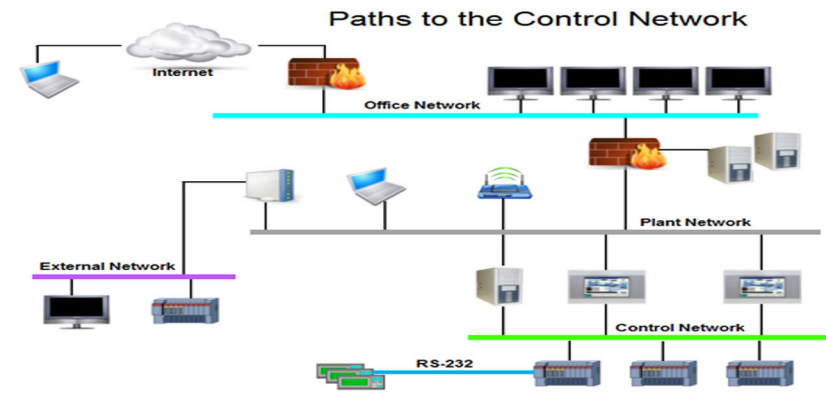 Paths to the Control Network
Internet
Office Network
Plant Network
External Network
Control Network
RS-232